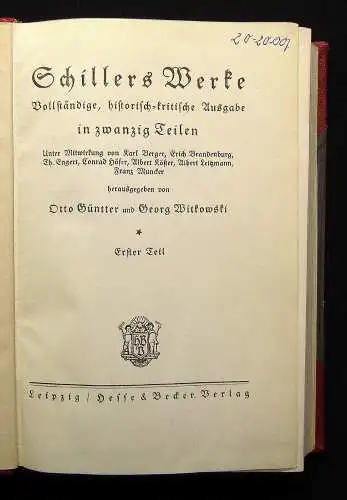 20-2000,
Schillers Werke
Vollständige, historisch-kritische Ausgabe
in zwanzig Teilen
Unter Mitwirkung von Karl Berger, Erich Brandenburg,
Th. Engert, Conrad Höfer, Albert Köster, Albert Leitzmann,
Franz Muncker
herausgegeben von
Otto Güntter und Georg Witkowski
*
Erster Teil
HBV
Leipzig / Hesse & Becker Verlag